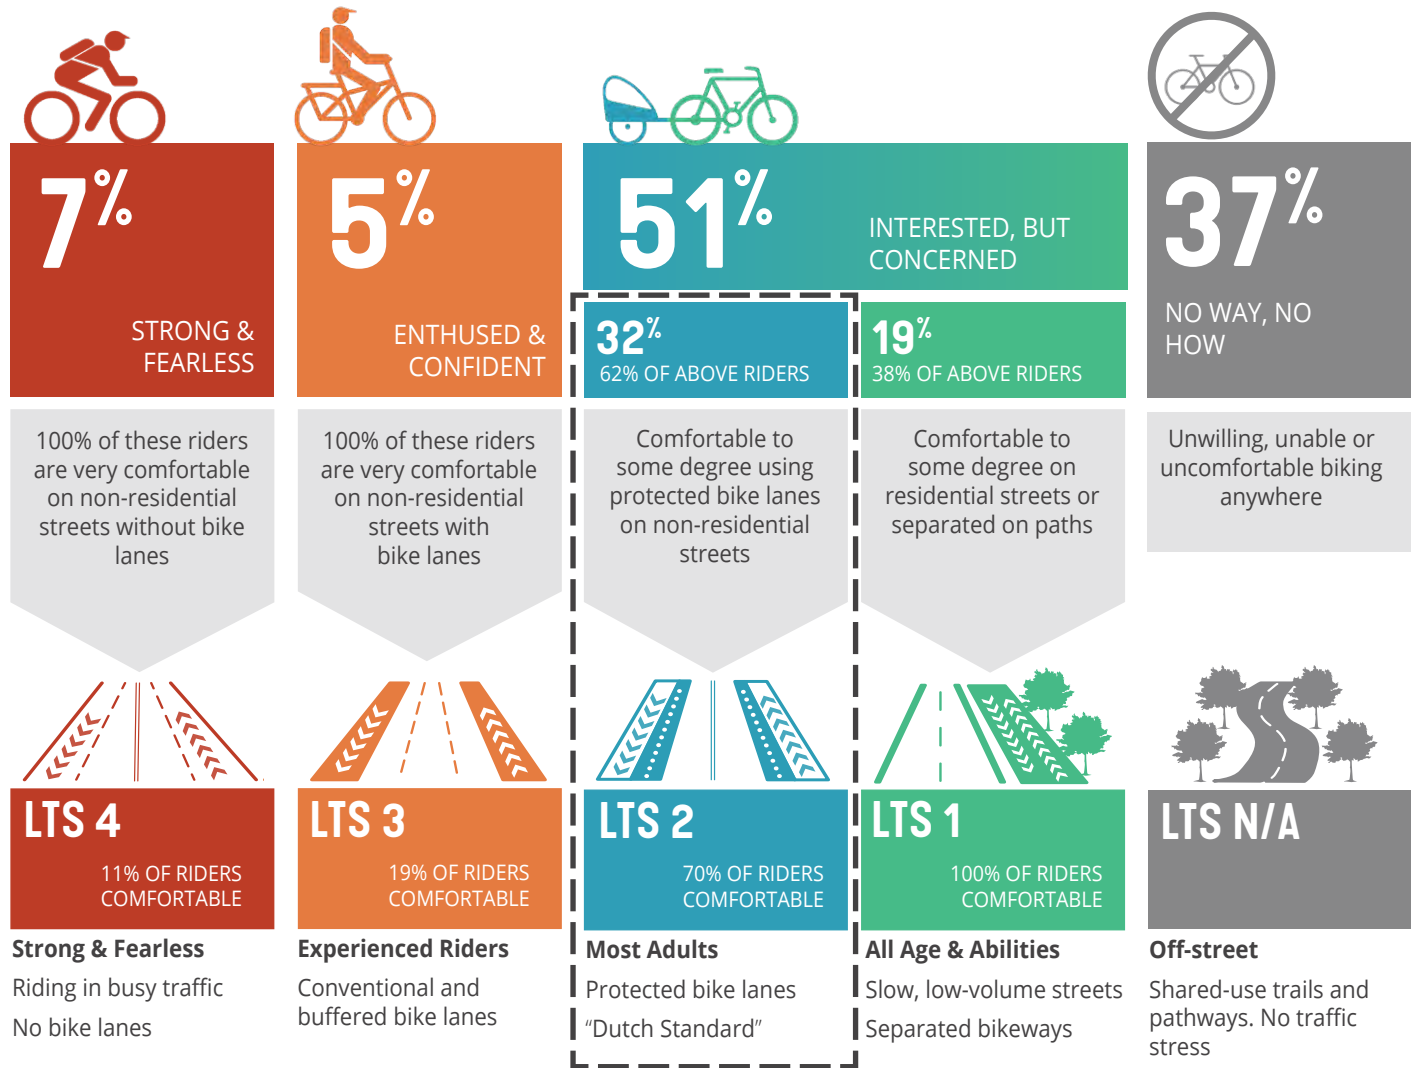 7%
STRONG &
FEARLESS
100% of these riders
are very comfortable
on non-residential
streets without bike
lanes
LTS 4
11% OF RIDERS
COMFORTABLE
Strong & Fearless
Riding in busy traffic
No bike lanes
5%
ENTHUSED &
CONFIDENT
100% of these riders
are very comfortable
on non-residential
streets with
bike lanes
LTS 3
19% OF RIDERS
COMFORTABLE
Experienced Riders
Conventional and
buffered bike lanes
51%
INTERESTED, BUT
CONCERNED
32%
62% OF ABOVE RIDERS
Comfortable to
some degree using
protected bike lanes
on non-residential
streets
LTS 2
70% OF RIDERS
COMFORTABLE
Most Adults
Protected bike lanes
“Dutch Standard”
19%
38% OF ABOVE RIDERS
Comfortable to
some degree on
residential streets or
separated on paths
LTS 1
100% OF RIDERS
COMFORTABLE
All Age & Abilities
Slow, low-volume streets
Separated bikeways
37%
NO WAY, NO
HOW
Unwilling, unable or
uncomfortable biking
anywhere
LTS N/A
Off-street
Shared-use trails and
pathways. No traffic
stress